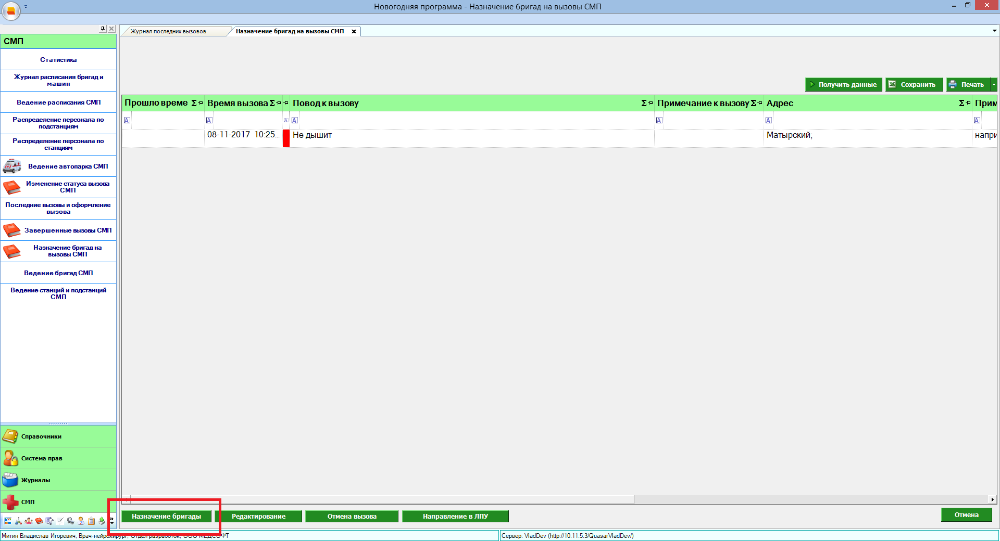 Новогодняя программа - Назначение бригад на вызовы СМП
СМП
Статистика
Журнал расписания бригад и
машин
Ведение расписания СМП
Распределение персонала по
подстанциям
Распределение персонала по
станциям
Ведение автопарка СМП
Изменение статуса вызова
СМП
Последние вызовы и оформление
вызова
Завершенные вызовы СМП
Назначение бригад на
вызовы СМП
Ведение бригад СМП
Ведение станций и подстанций
СМП
Справочники
Система прав
Журналы
СМП
Журнал последних вызовов
Назначение бригад на вызовы СМП
Получить данные
Сохранить
Печать
Прошло време
Время вызова
Повод к вызову
Примечание к вызову
Адрес
Прим
08-11-2017 10:25...
Не дышит
Матырский;
напри
Назначение бригады
Редактирование
Отмена вызова
Направление в ЛПУ
Отмена
Митин Владислав Игоревич, Врач-нейрохирург, Отдел разработок, ООО МЕДСОФТ
Сервер: VladDev (http://10.11.5.3/QuasarVladDev/)